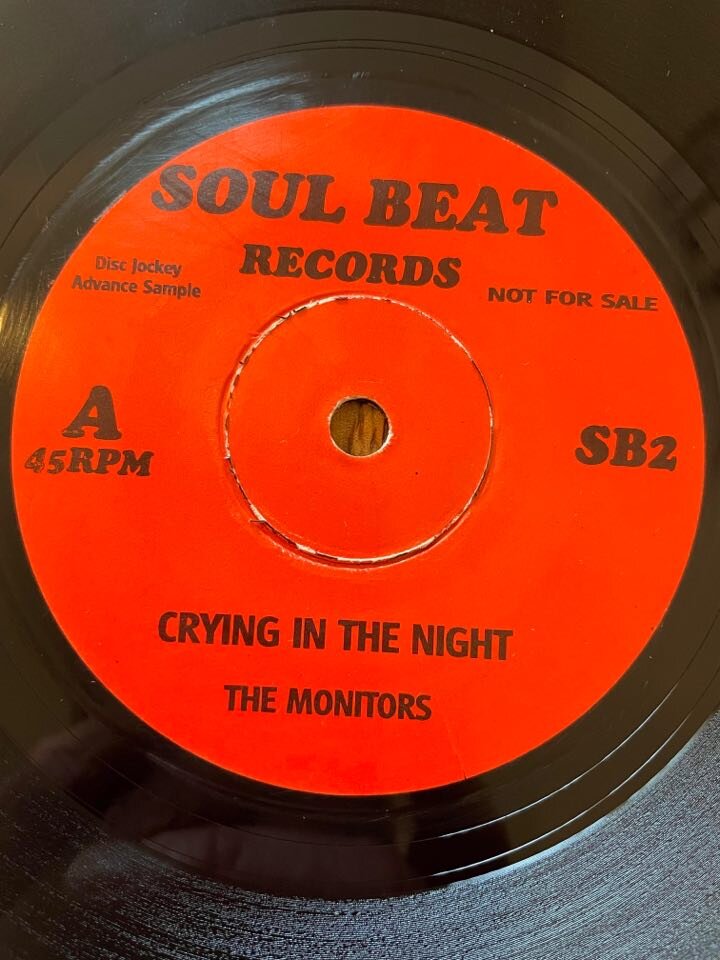 SOUL BEAT
RECORDS
Disc Jockey
Advance Sample
NOT FOR SALE
A
45RPM
SB2
CRYING IN THE NIGHT
THE MONITORS